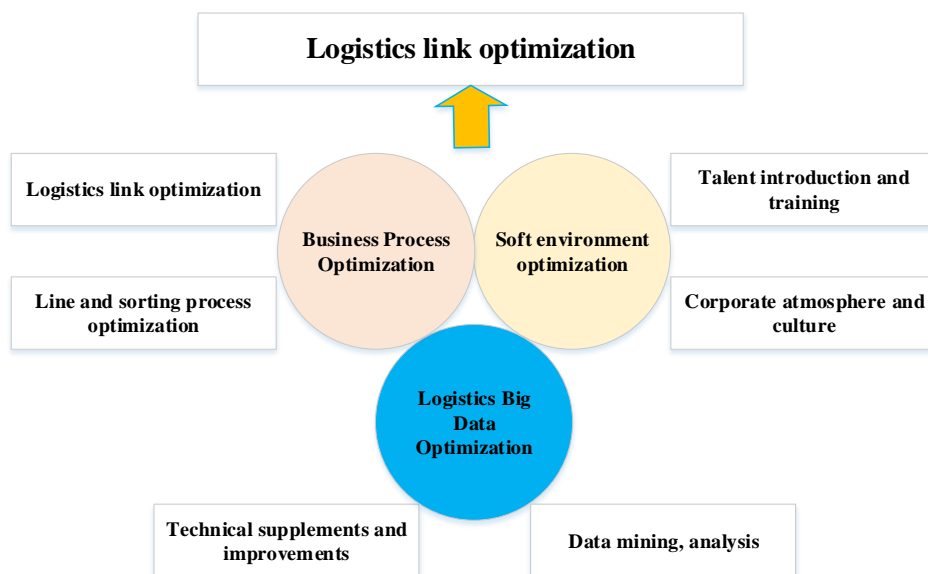 Logistics link optimization
Logistics link optimization
Business Process
Optimization
Soft environment
optimization
Talent introduction and
training
Line and sorting process
optimization
Corporate atmosphere and
culture
Logistics Big
Data
Optimization
Technical supplements and
improvements
Data mining, analysis